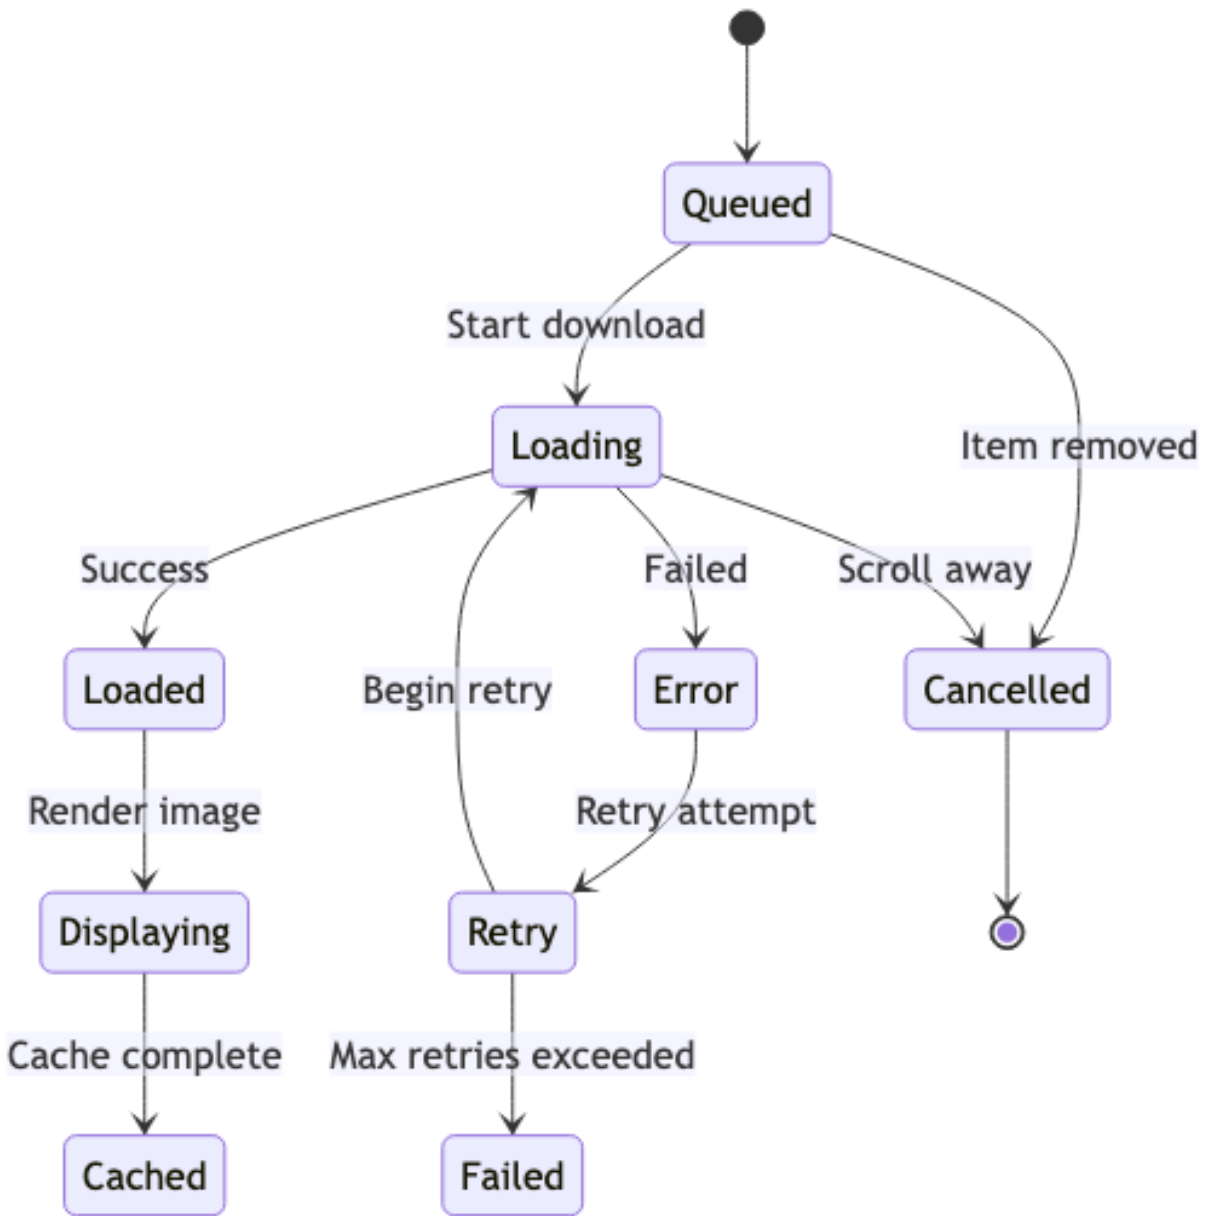 Queued
Start download
Loading
Item removed
Success
Failed
Scroll away
Loaded
Begin retry
Error
Cancelled
Render image
Retry attempt
Displaying
Retry
Cache complete
Max retries exceeded
Cached
Failed